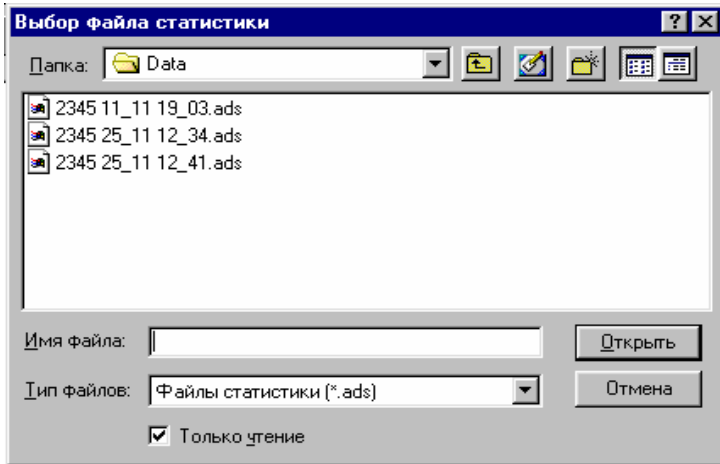 Выбор файла статистики
Папка: Data
2345 11_11 19_03.ads
2345 25_11 12_34.ads
2345 25_11 12_41.ads
Имя файла: Открыть
Тип файлов: Файлы статистики (*.ads) Отмена
Только чтение